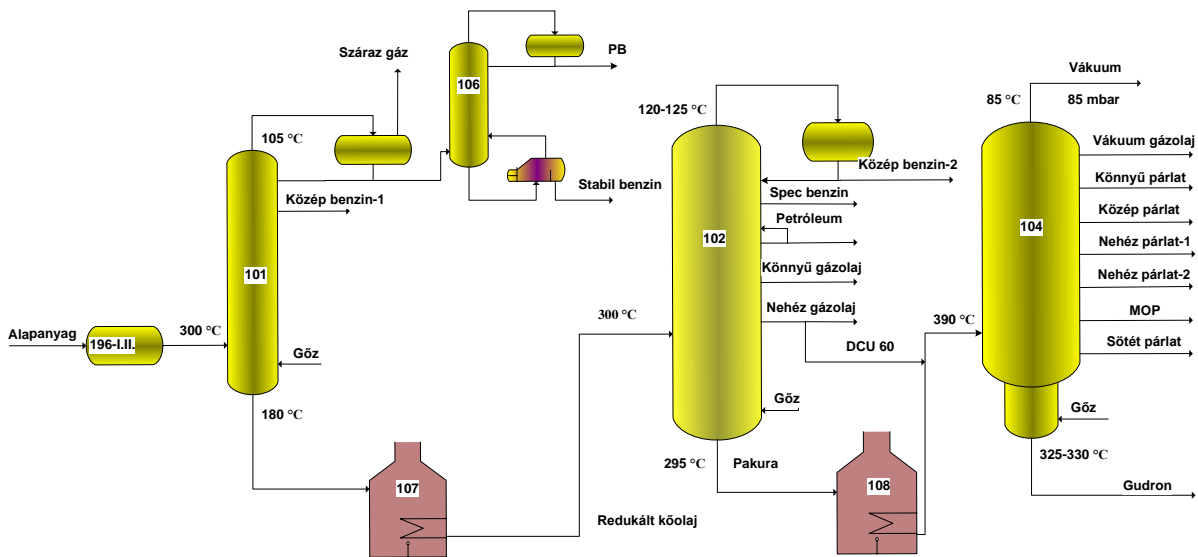 Száraz gáz
106
PB
105 °C
Közép benzin-1
Stabil benzin
101
Alapanyag
196-I.II.
300 °C
Gőz
180 °C
107
Redukált kőolaj
120-125 °C
Közép benzin-2
Spec benzin
Petróleum
102
Könnyű gázolaj
Nehéz gázolaj
300 °C
DCU 60
Gőz
295 °C
Pakura
108
390 °C
85 °C
Vákuum
85 mbar
Vákuum gázolaj
Könnyű párlat
Közép párlat
104
Nehéz párlat-1
Nehéz párlat-2
MOP
Sötét párlat
Gőz
325-330 °C
Gudron